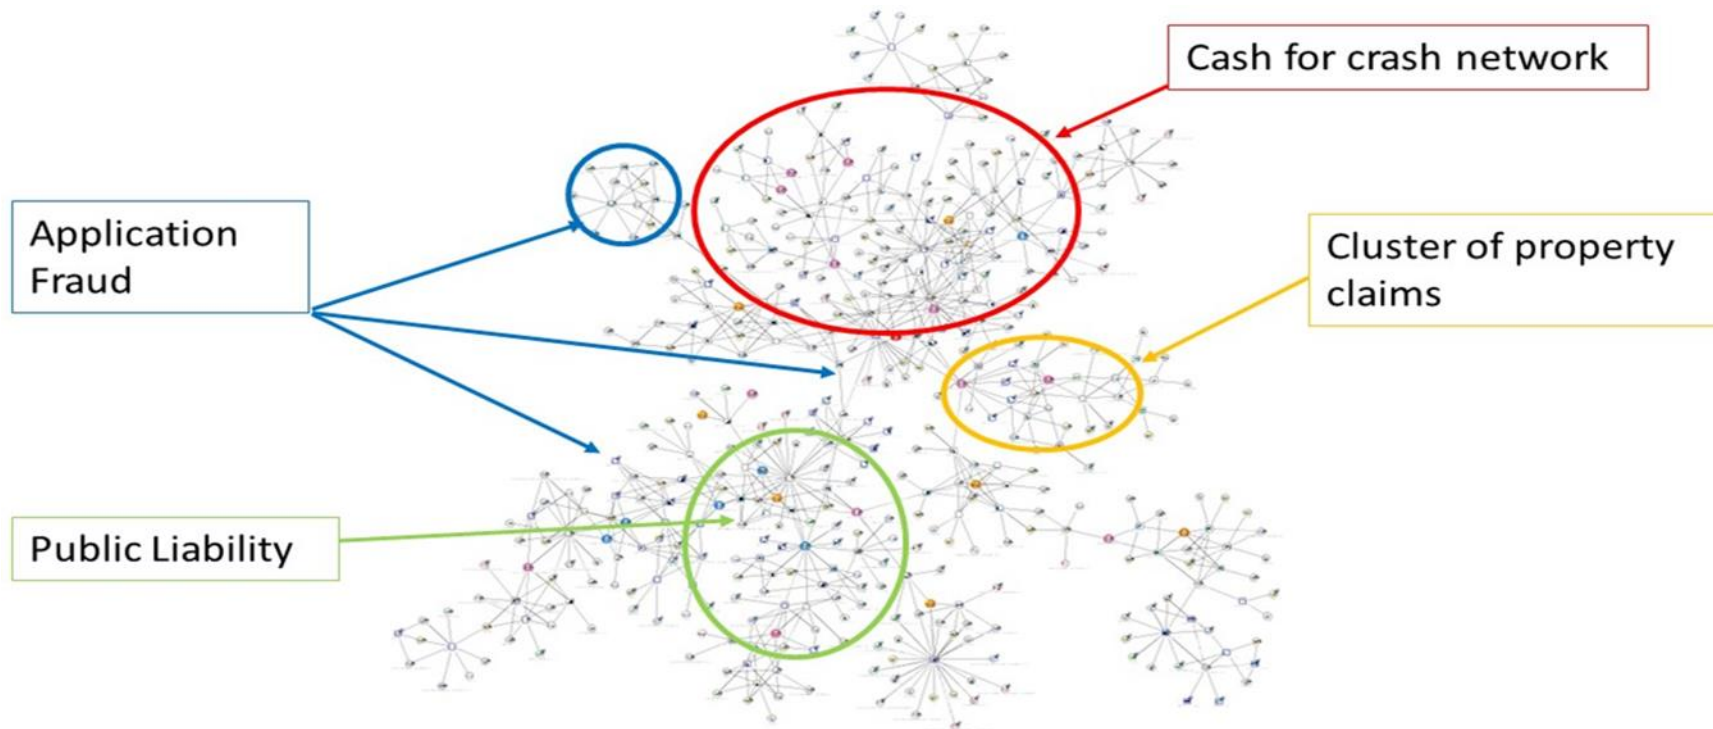 Cash for crash network
Application
Fraud
Cluster of property
claims
Public Liability